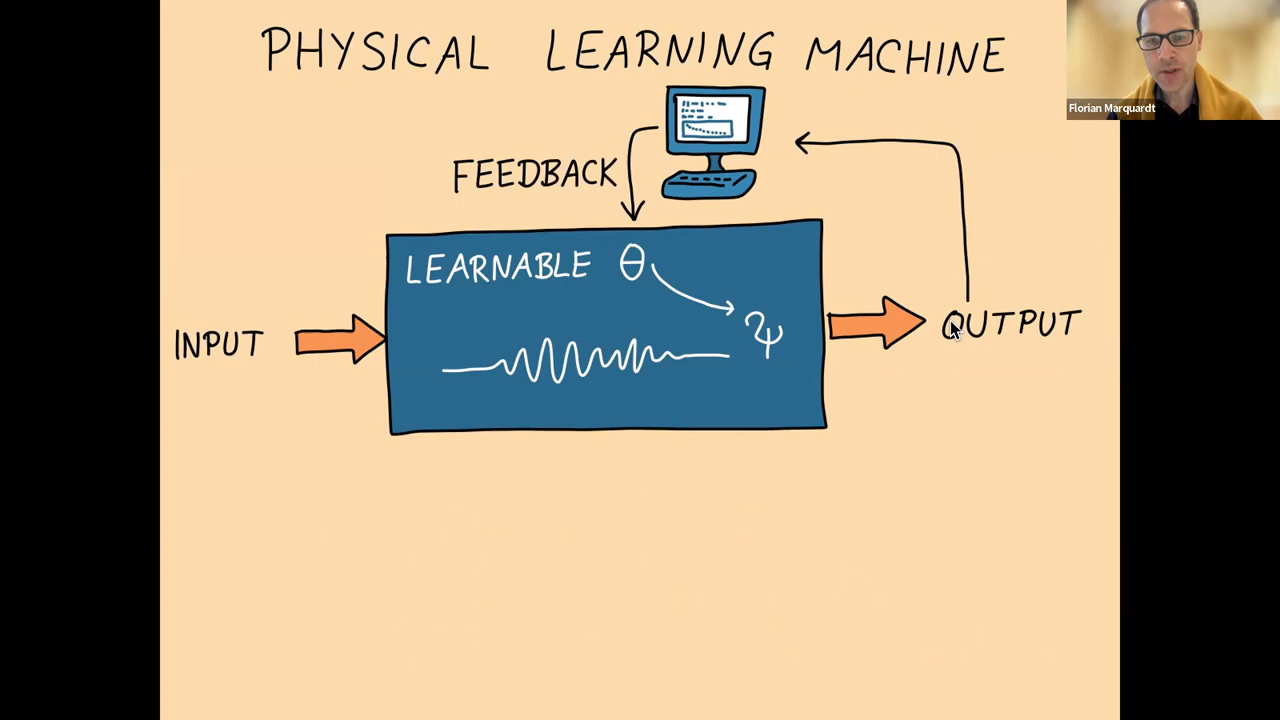 PHYSICAL LEARNING MACHINE
Florian Marquardt
FEEDBACK
LEARNABLE θ
Ψ
INPUT
OUTPUT